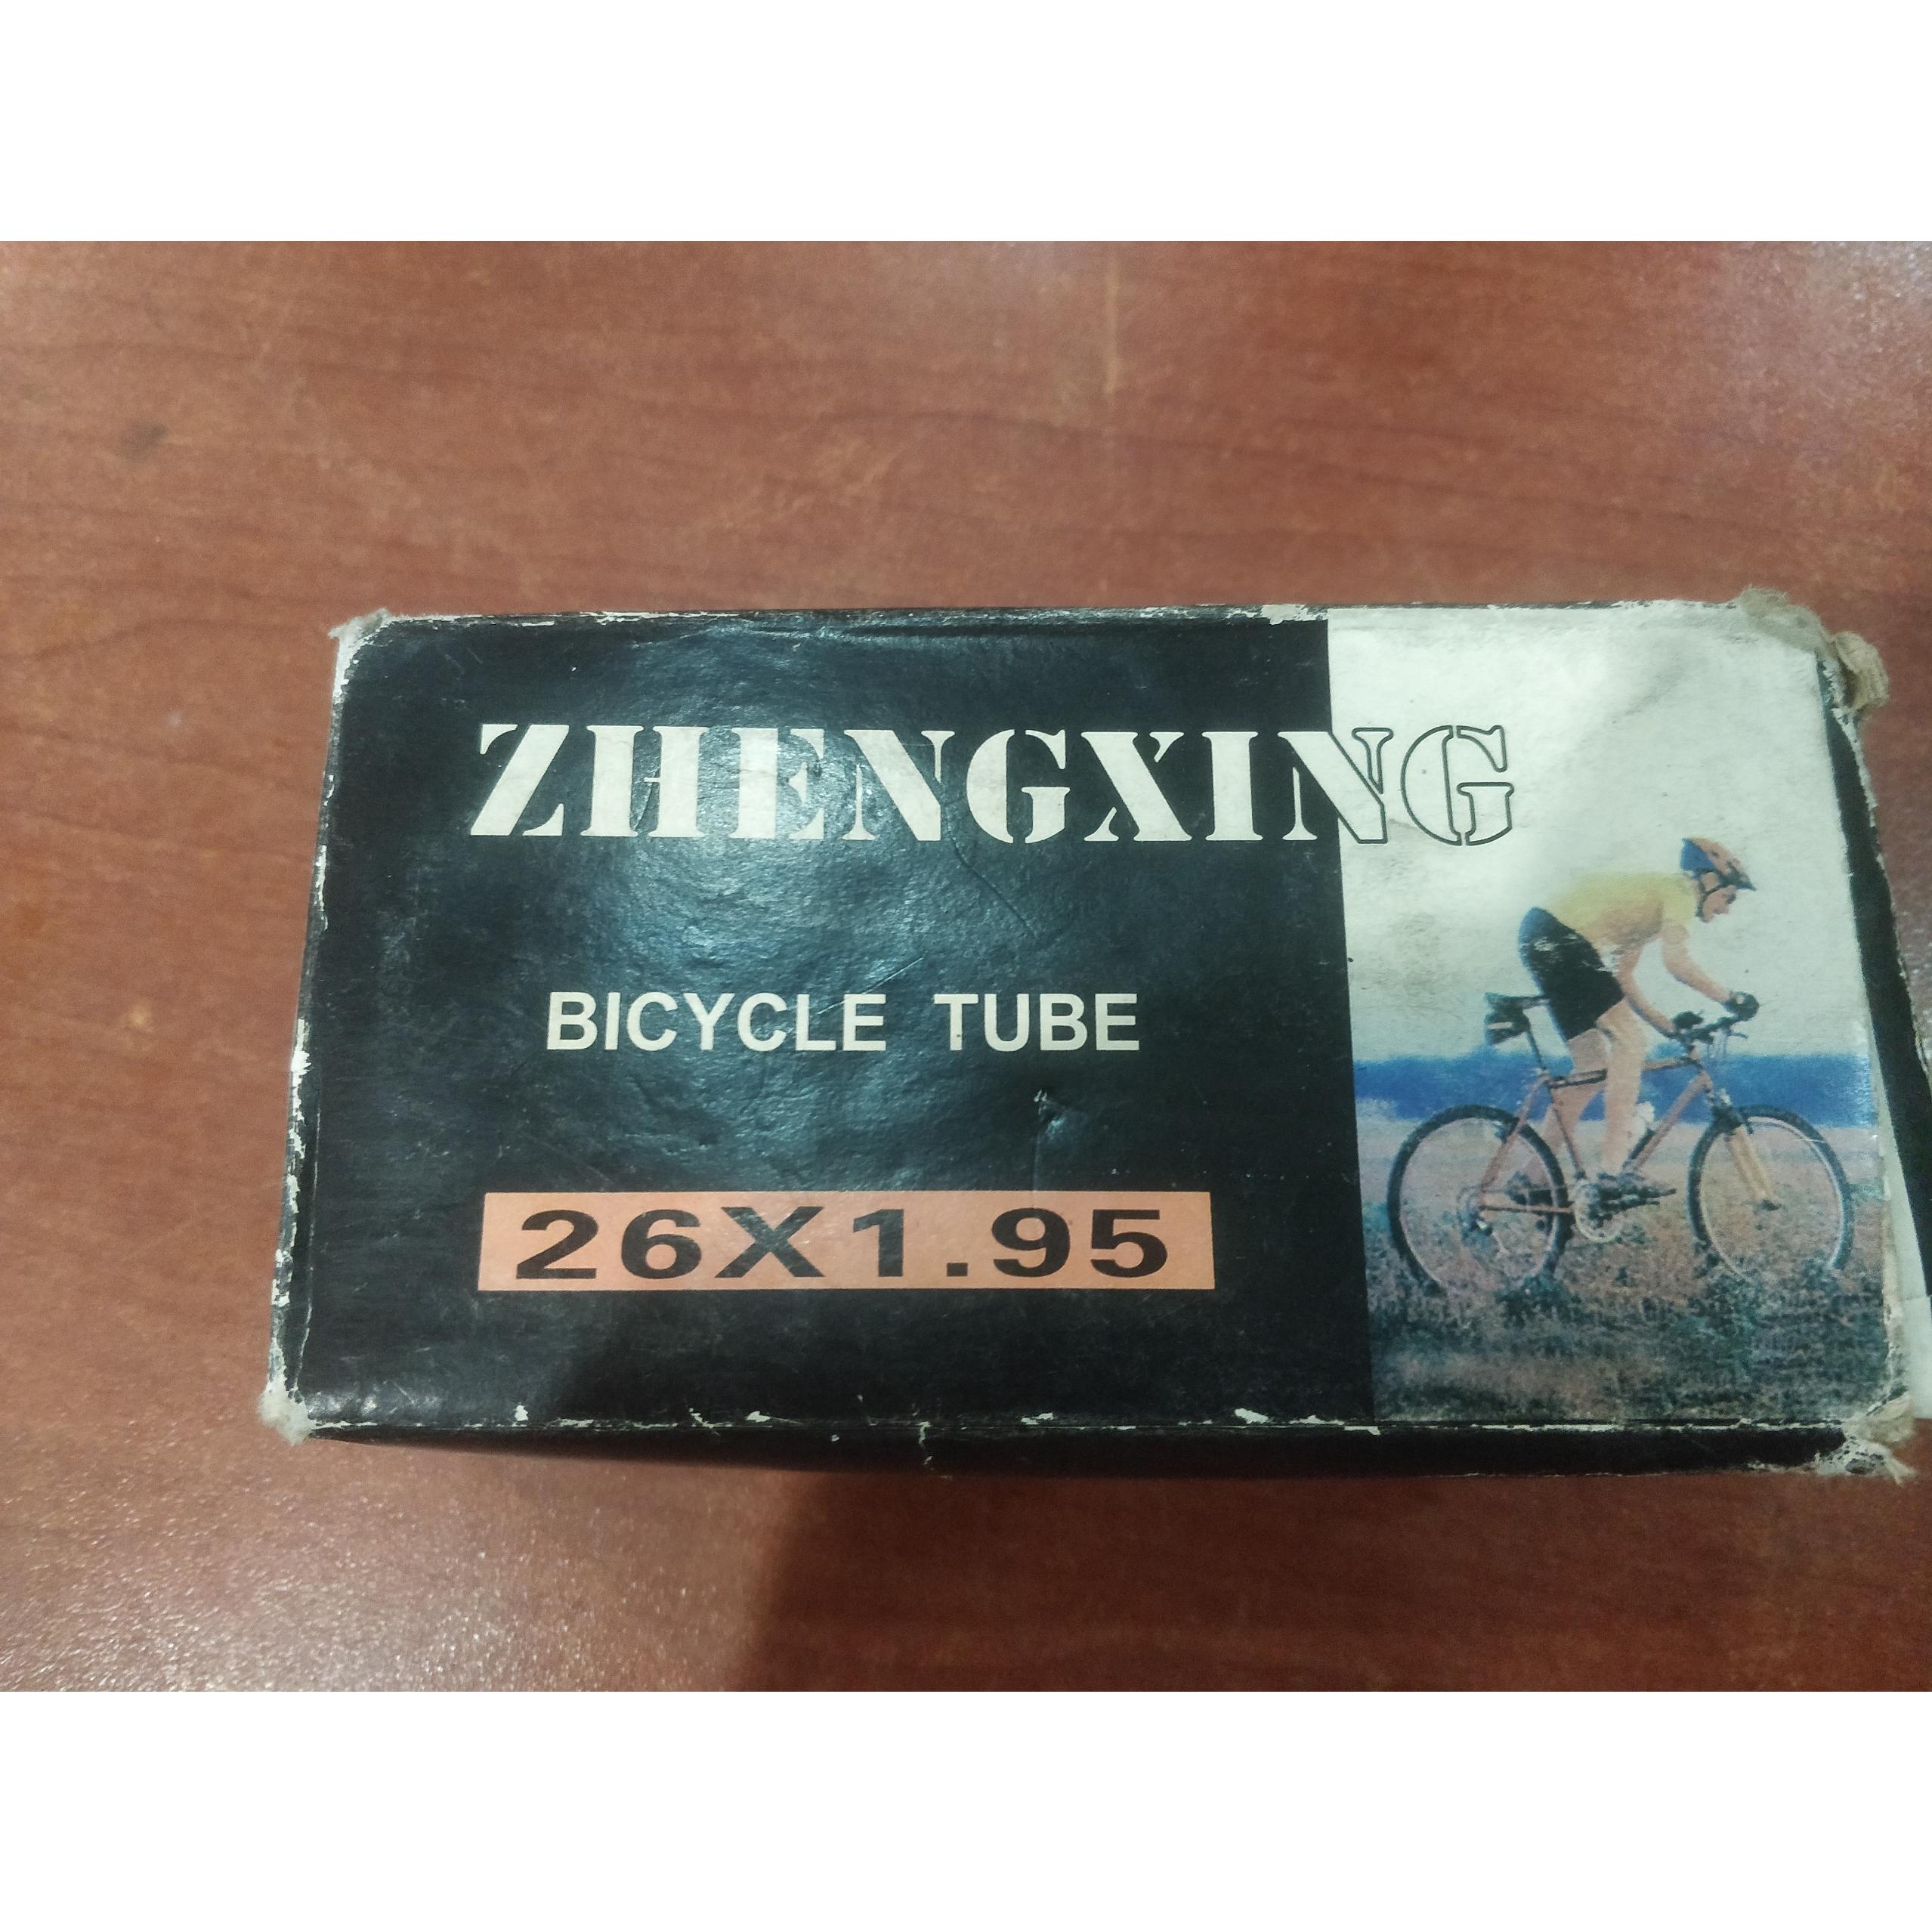 ZHENGXING
BICYCLE TUBE
26X1.95